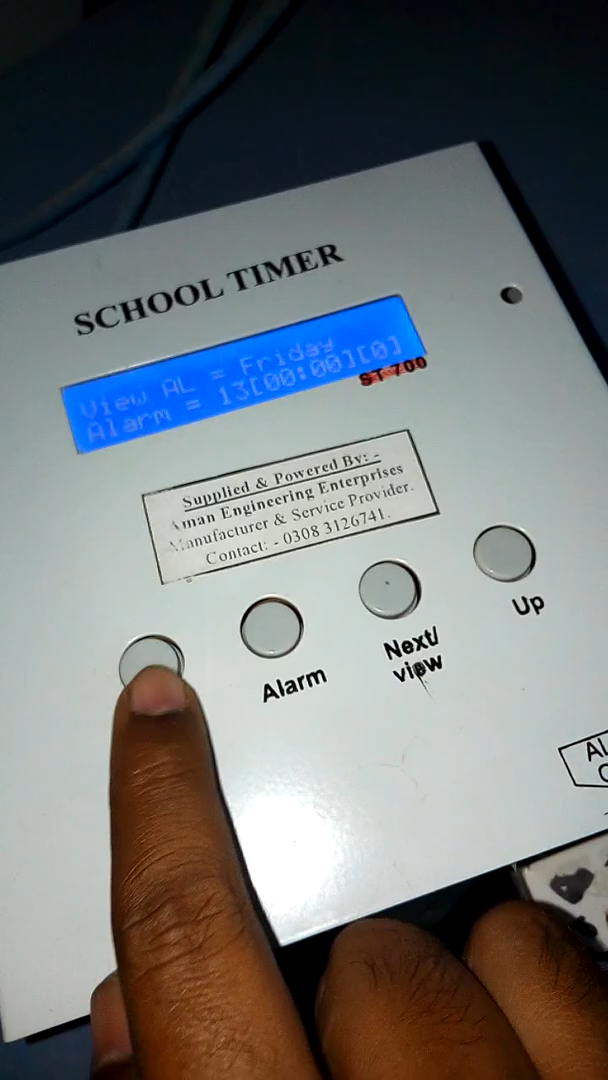 SCHOOL TIMER
View AL = Friday
Alarm = 13[00:00][0]
ST-700
Supplied & Powered By: -
Aman Engineering Enterprises
Manufacturer & Service Provider.
Contact: - 0308 3126741.
Alarm
Next/
view
Up
AL